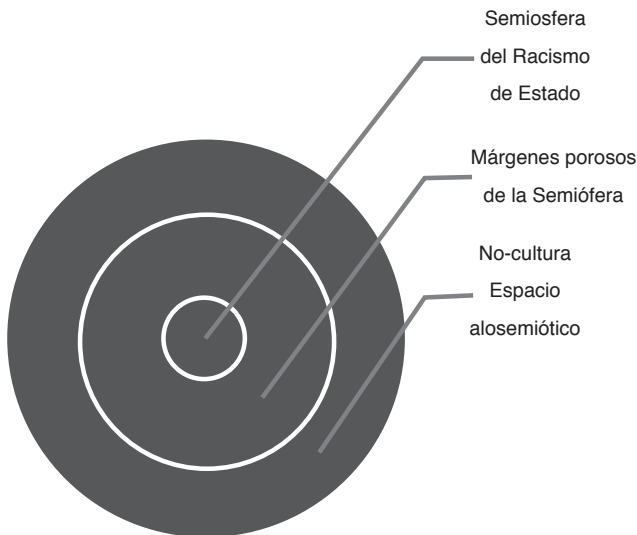 Semiosfera
del Racismo
de Estado
Márgenes porosos
de la Semiófera
No-cultura
Espacio
alosemiótico